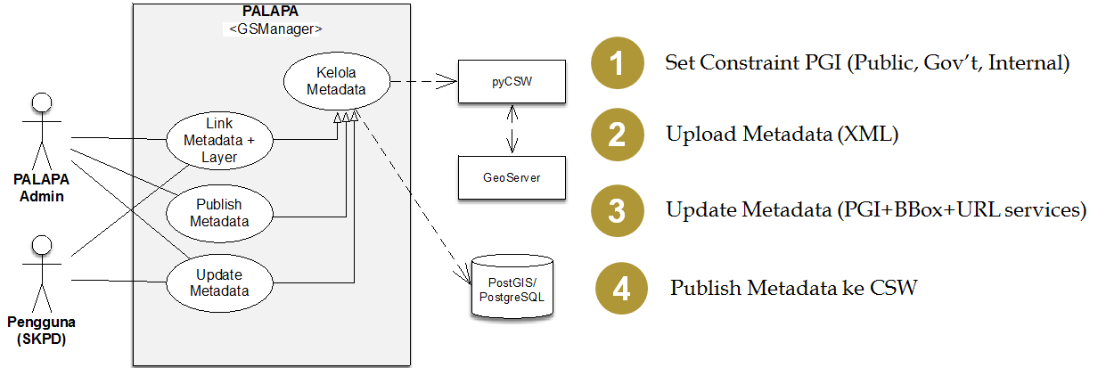 PALAPA
<GSManager>
Kelola
Metadata
Link
Metadata +
Layer
Publish
Metadata
Update
Metadata
PALAPA
Admin
Pengguna
(SKPD)
pyCSW
GeoServer
PostGIS/
PostgreSQL
1 Set Constraint PGI (Public, Gov’t, Internal)
2 Upload Metadata (XML)
3 Update Metadata (PGI+BBox+URL services)
4 Publish Metadata ke CSW